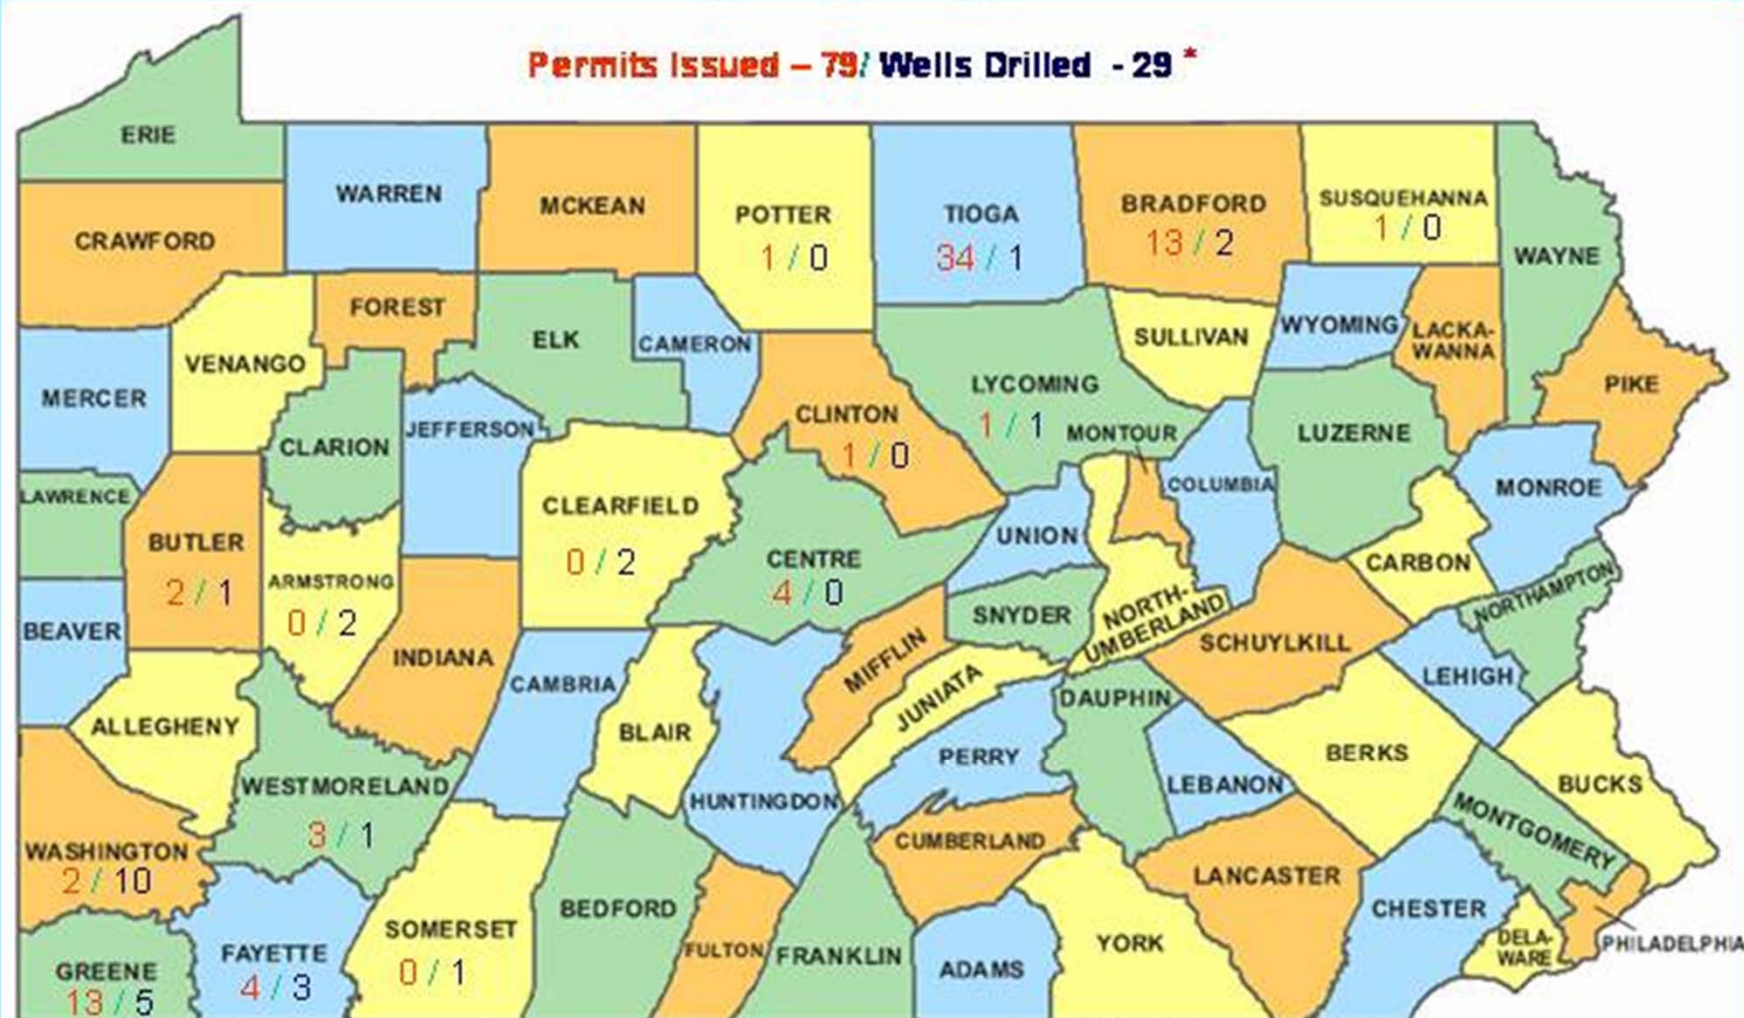 Permits Issued – 79/ Wells Drilled - 29 *
ERIE
WARREN
MCKEAN
POTTER
1 / 0
TIOGA
34 / 1
BRADFORD
13 / 2
SUSQUEHANNA
1 / 0
WAYNE
CRAWFORD
FOREST
VENANGO
ELK
CAMERON
SULLIVAN
WYOMING
LACKA-
WANNA
PIKE
MERCER
CLARION
JEFFERSON
CLINTON
1 / 0
LYCOMING
1 / 1
MONTOUR
COLUMBIA
LUZERNE
MONROE
LAWRENCE
BUTLER
2 / 1
ARMSTRONG
0 / 2
CLEARFIELD
0 / 2
CENTRE
4 / 0
UNION
SNYDER
NORTH-
UMBERLAND
CARBON
NORTHAMPTON
BEAVER
INDIANA
CAMBRIA
BLAIR
MIFFLIN
JUNIATA
SCHUYLKILL
LEHIGH
ALLEGHENY
WESTMORELAND
3 / 1
HUNTINGDON
PERRY
DAUPHIN
LEBANON
BERKS
BUCKS
MONTGOMERY
WASHINGTON
2 / 10
CUMBERLAND
LANCASTER
CHESTER
GREENE
13 / 5
FAYETTE
4 / 3
SOMERSET
0 / 1
BEDFORD
FULTON
FRANKLIN
ADAMS
YORK
DELA-
WARE
PHILADELPHIA